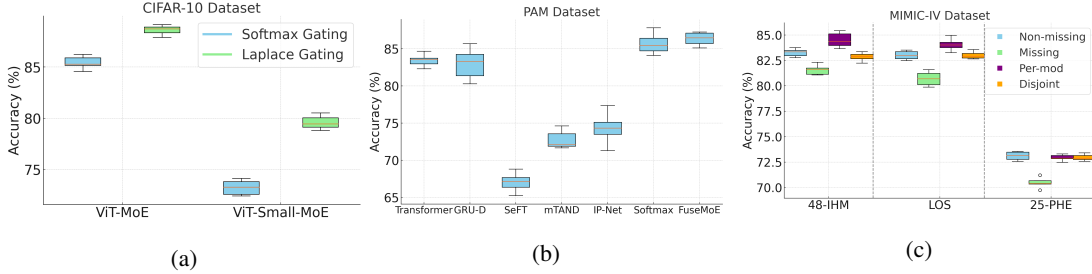 CIFAR-10 Dataset
Softmax Gating
Laplace Gating
Accuracy (%)
85
80
75
ViT-MoE
ViT-Small-MoE
(a)
PAM Dataset
Accuracy (%)
85
80
75
70
65
Transformer
GRU-D
SeFT
mTAND
IP-Net
Softmax
FuseMoE
(b)
MIMIC-IV Dataset
Non-missing
Missing
Per-mod
Disjoint
Accuracy (%)
85.0
82.5
80.0
77.5
75.0
72.5
70.0
48-IHM
LOS
25-PHE
(c)